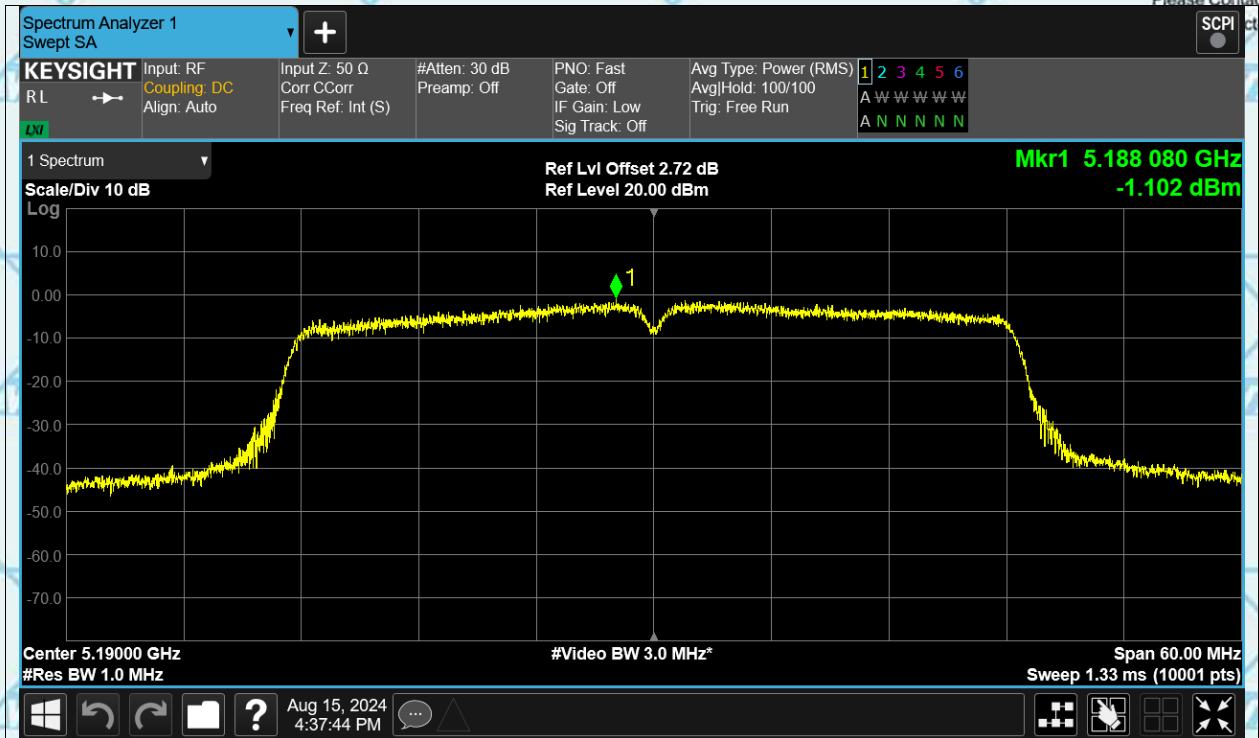 Please Contac
Spectrum Analyzer 1
Swept SA
+
SCPI
ct
KEYSIGHT
RL
LXI
Input: RF
Coupling: DC
Align: Auto
Input Z: 50 Ω
Corr CCorr
Freq Ref: Int (S)
#Atten: 30 dB
Preamp: Off
PNO: Fast
Gate: Off
IF Gain: Low
Sig Track: Off
Avg Type: Power (RMS)
Avg|Hold: 100/100
Trig: Free Run
1 2 3 4 5 6
A W W W W W
A N N N N N
1 Spectrum
Scale/Div 10 dB
Log
Ref Lvl Offset 2.72 dB
Ref Level 20.00 dBm
Mkr1 5.188 080 GHz
-1.102 dBm
1
10.0
0.00
-10.0
-20.0
-30.0
-40.0
-50.0
-60.0
-70.0
Center 5.19000 GHz
#Res BW 1.0 MHz
#Video BW 3.0 MHz*
Span 60.00 MHz
Sweep 1.33 ms (10001 pts)
?
Aug 15, 2024
4:37:44 PM